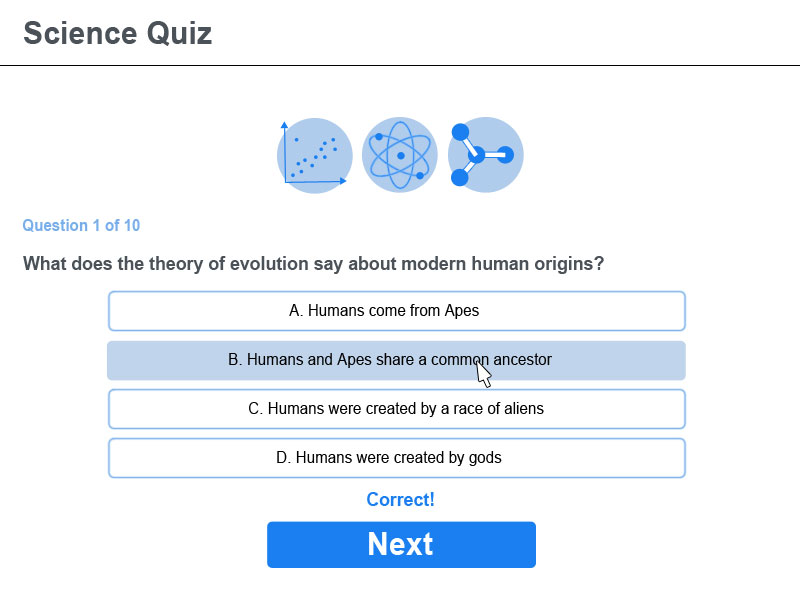 Science Quiz
Question 1 of 10
What does the theory of evolution say about modern human origins?
A. Humans come from Apes
B. Humans and Apes share a common ancestor
C. Humans were created by a race of aliens
D. Humans were created by gods
Correct!
Next